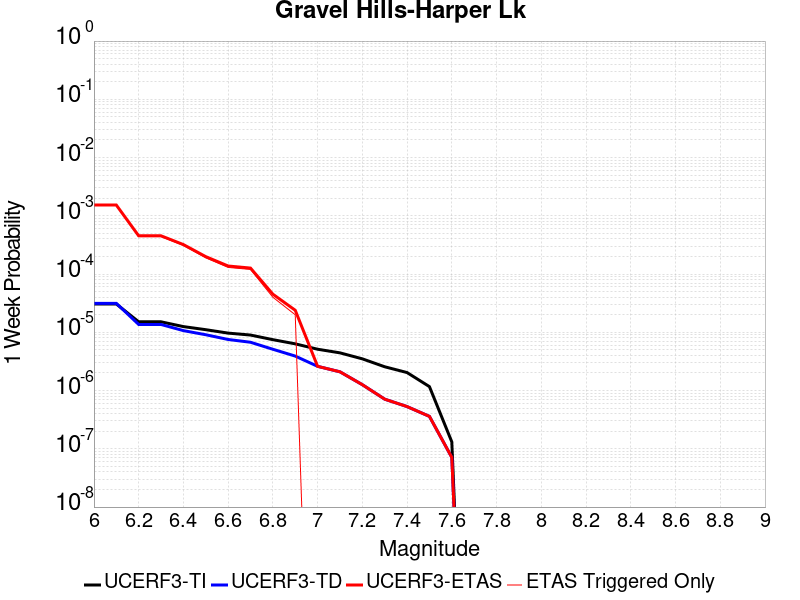 Gravel Hills-Harper Lk
10^0
10^-1
10^-2
10^-3
10^-4
10^-5
10^-6
10^-7
10^-8
1 Week Probability
6 6.2 6.4 6.6 6.8 7 7.2 7.4 7.6 7.8 8 8.2 8.4 8.6 8.8 9
Magnitude
UCERF3-TI UCERF3-TD UCERF3-ETAS ETAS Triggered Only